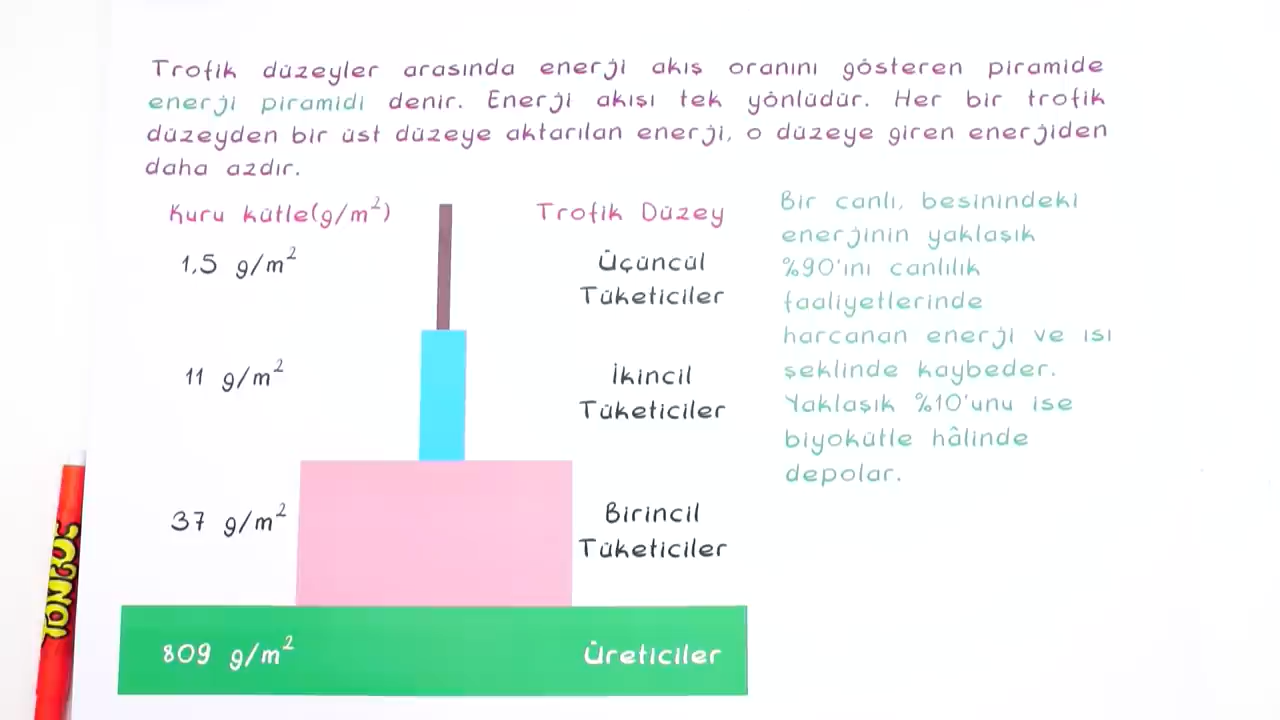 Trofik düzeyler arasında enerji akış oranını gösteren piramide
enerji piramidi denir. Enerji akışı tek yönlüdür. Her bir trofik
düzeyden bir üst düzeye aktarılan enerji, o düzeye giren enerjiden
daha azdır.
Kuru kütle(g/m²)
Trofik Düzey
1,5 g/m²
Üçüncül
Tüketiciler
11 g/m²
İkincil
Tüketiciler
37 g/m²
Birincil
Tüketiciler
809 g/m²
Üreticiler
Bir canlı, besinindeki
enerjinin yaklaşık
%90'ını canlılık
faaliyetlerinde
harcanan enerji ve ısı
şeklinde kaybeder.
Yaklaşık %10'unu ise
biyokütle hâlinde
depolar.
TONGUÇ